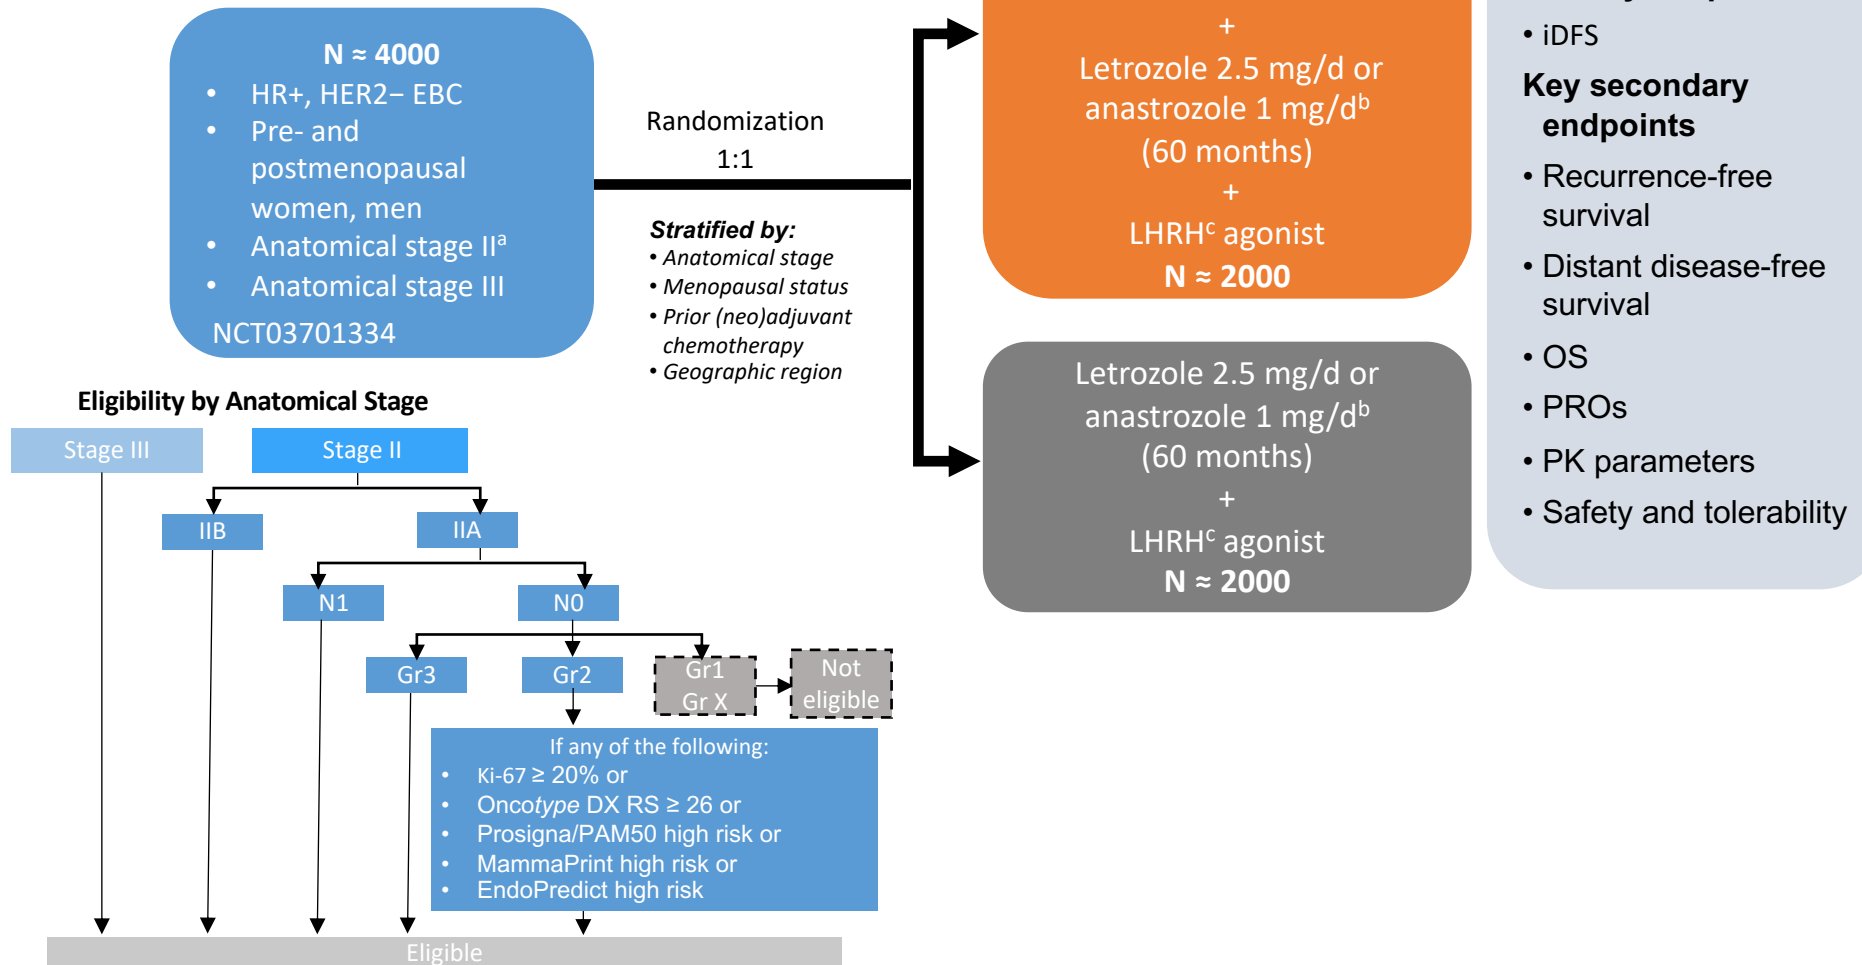 N ≈ 4000
• HR+, HER2− EBC
• Pre- and
postmenopausal
women, men
• Anatomical stage IIa
• Anatomical stage III
NCT03701334
Randomization
1:1
Stratified by:
• Anatomical stage
• Menopausal status
• Prior (neo)adjuvant
chemotherapy
• Geographic region
+
Letrozole 2.5 mg/d or
anastrozole 1 mg/db
(60 months)
+
LHRHc agonist
N ≈ 2000
Letrozole 2.5 mg/d or
anastrozole 1 mg/db
(60 months)
+
LHRHc agonist
N ≈ 2000
• iDFS
Key secondary
endpoints
• Recurrence-free
survival
• Distant disease-free
survival
• OS
• PROs
• PK parameters
• Safety and tolerability
Eligibility by Anatomical Stage
Stage III
Stage II
IIB
IIA
N1
N0
Gr3
Gr2
Gr1
Gr X
Not
eligible
If any of the following:
• Ki-67 ≥ 20% or
• Oncotype DX RS ≥ 26 or
• Prosigna/PAM50 high risk or
• MammaPrint high risk or
• EndoPredict high risk
Eligible